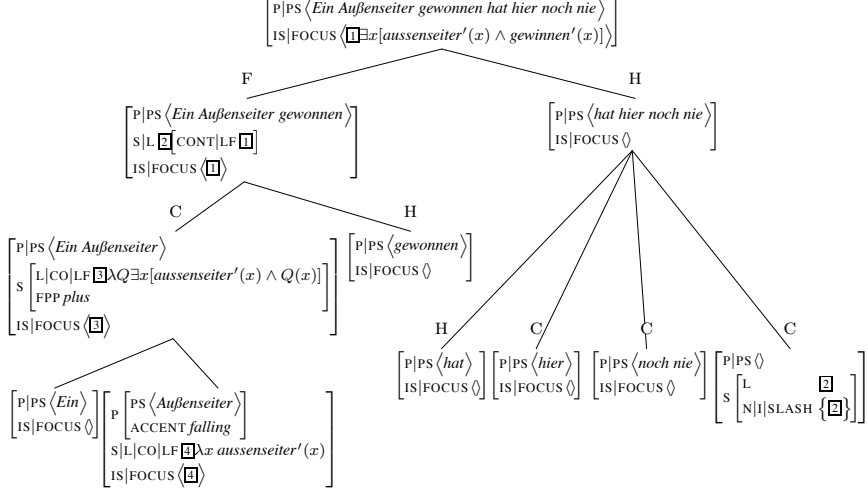 P|PS ⟨Ein Außenseiter gewonnen hat hier noch nie⟩
IS|FOCUS ⟨1∃x[aussenseiter′(x) ∧ gewinnen′(x)]⟩
F H
P|PS ⟨Ein Außenseiter gewonnen⟩
S|L 2[CONT|LF 1]
IS|FOCUS ⟨1⟩
P|PS ⟨hat hier noch nie⟩
IS|FOCUS ⟨⟩
C H
P|PS ⟨Ein Außenseiter⟩
S [L|CO|LF 3λQ∃x[aussenseiter′(x) ∧ Q(x)]
FPP plus]
IS|FOCUS ⟨3⟩
P|PS ⟨gewonnen⟩
IS|FOCUS ⟨⟩
H C C C
P|PS ⟨hat⟩
IS|FOCUS ⟨⟩
P|PS ⟨hier⟩
IS|FOCUS ⟨⟩
P|PS ⟨noch nie⟩
IS|FOCUS ⟨⟩
P|PS ⟨⟩
S [L 2
N|I|SLASH {2}]
P|PS ⟨Ein⟩
IS|FOCUS ⟨⟩
P [PS ⟨Außenseiter⟩
ACCENT falling]
S|L|CO|LF 4λx aussenseiter′(x)
IS|FOCUS ⟨4⟩